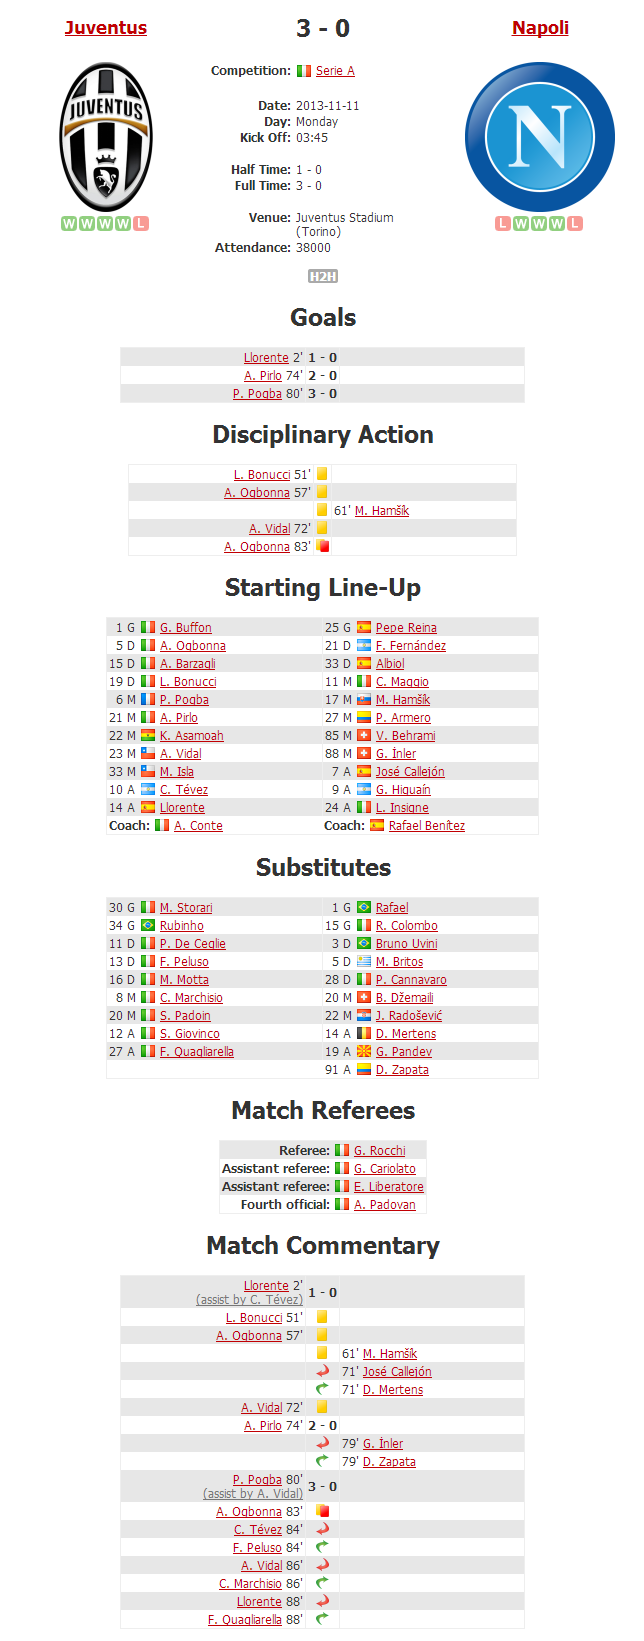 Juventus 3 - 0 Napoli
Competition: Serie A
JUVENTUS
N
Date: 2013-11-11
Day: Monday
Kick Off: 03:45
Half Time: 1 - 0
Full Time: 3 - 0
W W W W L
Venue: Juventus Stadium
L W W W L
(Torino)
Attendance: 38000
H2H
Goals
Llorente 2' 1 - 0
A. Pirlo 74' 2 - 0
P. Pogba 80' 3 - 0
Disciplinary Action
L. Bonucci 51'
A. Ogbonna 57'
61' M. Hamšík
A. Vidal 72'
A. Ogbonna 83'
Starting Line-Up
1 G G. Buffon 25 G Pepe Reina
5 D A. Ogbonna 21 D F. Fernández
15 D A. Barzagli 33 D Albiol
19 D L. Bonucci 11 M C. Maggio
6 M P. Pogba 17 M M. Hamšík
21 M A. Pirlo 27 M P. Armero
22 M K. Asamoah 85 M V. Behrami
23 M A. Vidal 88 M G. İnler
33 M M. Isla 7 A José Callejón
10 A C. Tévez 9 A G. Higuaín
14 A Llorente 24 A L. Insigne
Coach: A. Conte Coach: Rafael Benítez
Substitutes
30 G M. Storari 1 G Rafael
34 G Rubinho 15 G R. Colombo
11 D P. De Ceglie 3 D Bruno Uvini
13 D F. Peluso 5 D M. Britos
16 D M. Motta 28 D P. Cannavaro
8 M C. Marchisio 20 M B. Džemaili
20 M S. Padoin 22 M J. Radošević
12 A S. Giovinco 14 A D. Mertens
27 A F. Quagliarella 19 A G. Pandev
91 A D. Zapata
Match Referees
Referee: G. Rocchi
Assistant referee: G. Cariolato
Assistant referee: E. Liberatore
Fourth official: A. Padovan
Match Commentary
Llorente 2' 1 - 0
(assist by C. Tévez)
L. Bonucci 51'
A. Ogbonna 57'
61' M. Hamšík
71' José Callejón
71' D. Mertens
A. Vidal 72'
A. Pirlo 74' 2 - 0
79' G. İnler
79' D. Zapata
P. Pogba 80' 3 - 0
(assist by A. Vidal)
A. Ogbonna 83'
C. Tévez 84'
F. Peluso 84'
A. Vidal 86'
C. Marchisio 86'
Llorente 88'
F. Quagliarella 88'